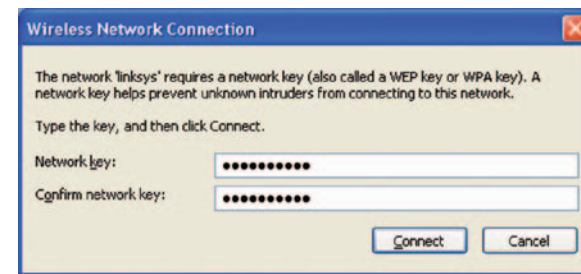 Wireless Network Connection
The network 'linksys' requires a network key (also called a WEP key or WPA key). A
network key helps prevent unknown intruders from connecting to this network.
Type the key, and then click Connect.
Network key: ●●●●●●●●●●
Confirm network key: ●●●●●●●●●●
Connect Cancel